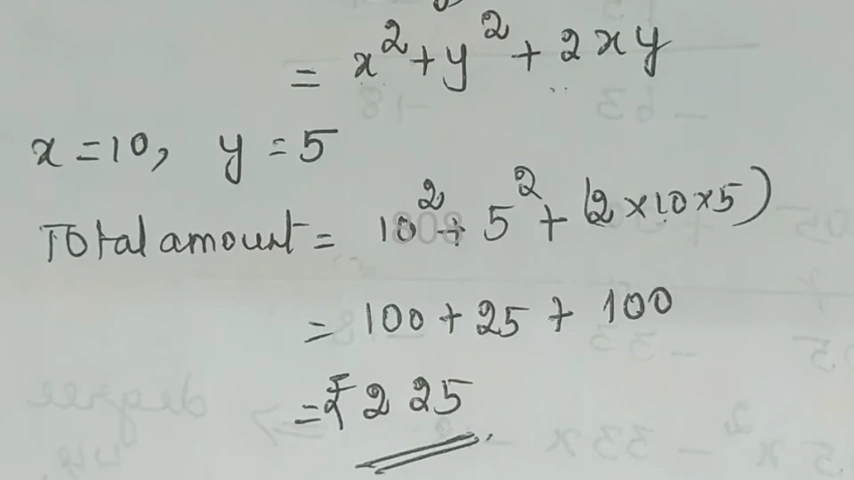 = x² + y² + 2xy
x = 10, y = 5
Total amount = 10² + 5² + (2 × 10 × 5)
= 100 + 25 + 100
= ₹ 225